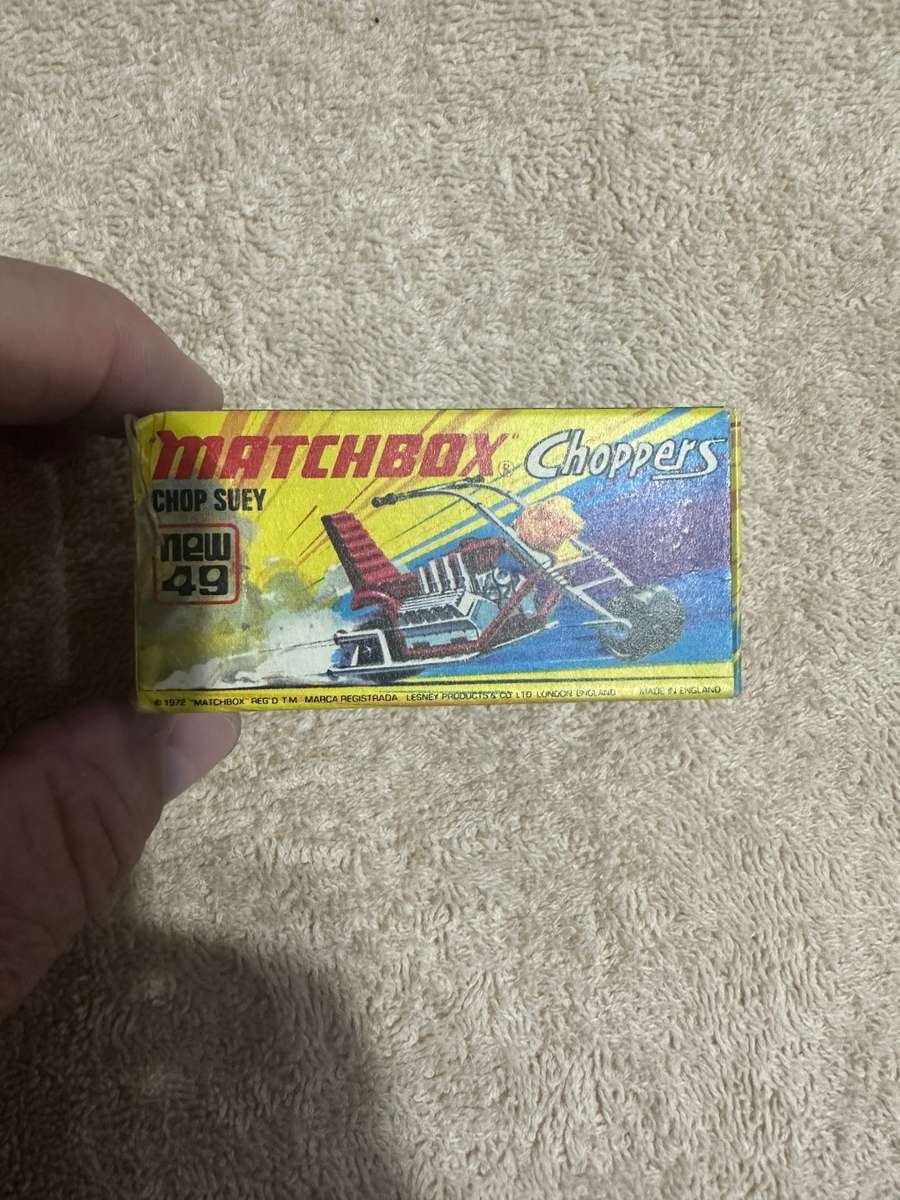 "MATCHBOX"® Choppers
CHOP SUEY
new
49
© 1972 "MATCHBOX" REG'D T M MARCA REGISTRADA LESNEY PRODUCTS & CO LTD LONDON ENGLAND MADE IN ENGLAND